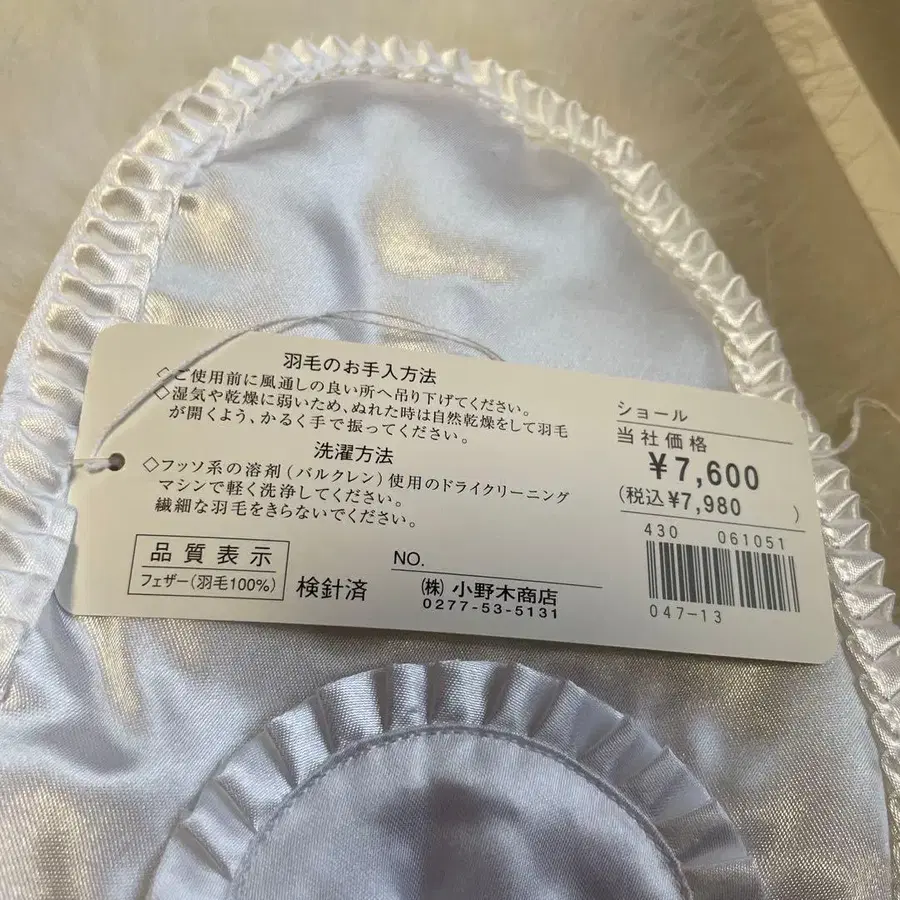 羽毛のお手入方法
◇ご使用前に風通しの良い所へ吊り下げてください。
◇湿気や乾燥に弱いため、ぬれた時は自然乾燥をして羽毛
が開くよう、かるく手で振ってください。
洗濯方法
◇フッソ系の溶剤（パルクレン）使用のドライクリーニング
マシンで軽く洗浄してください。
繊細な羽毛をきらないでください。
品質表示
フェザー（羽毛100%）
検針済
NO.
㈱ 小野木商店
0277-53-5131
ショール
当社価格
¥7,600
（税込¥7,980 ）
430 061051
047-13